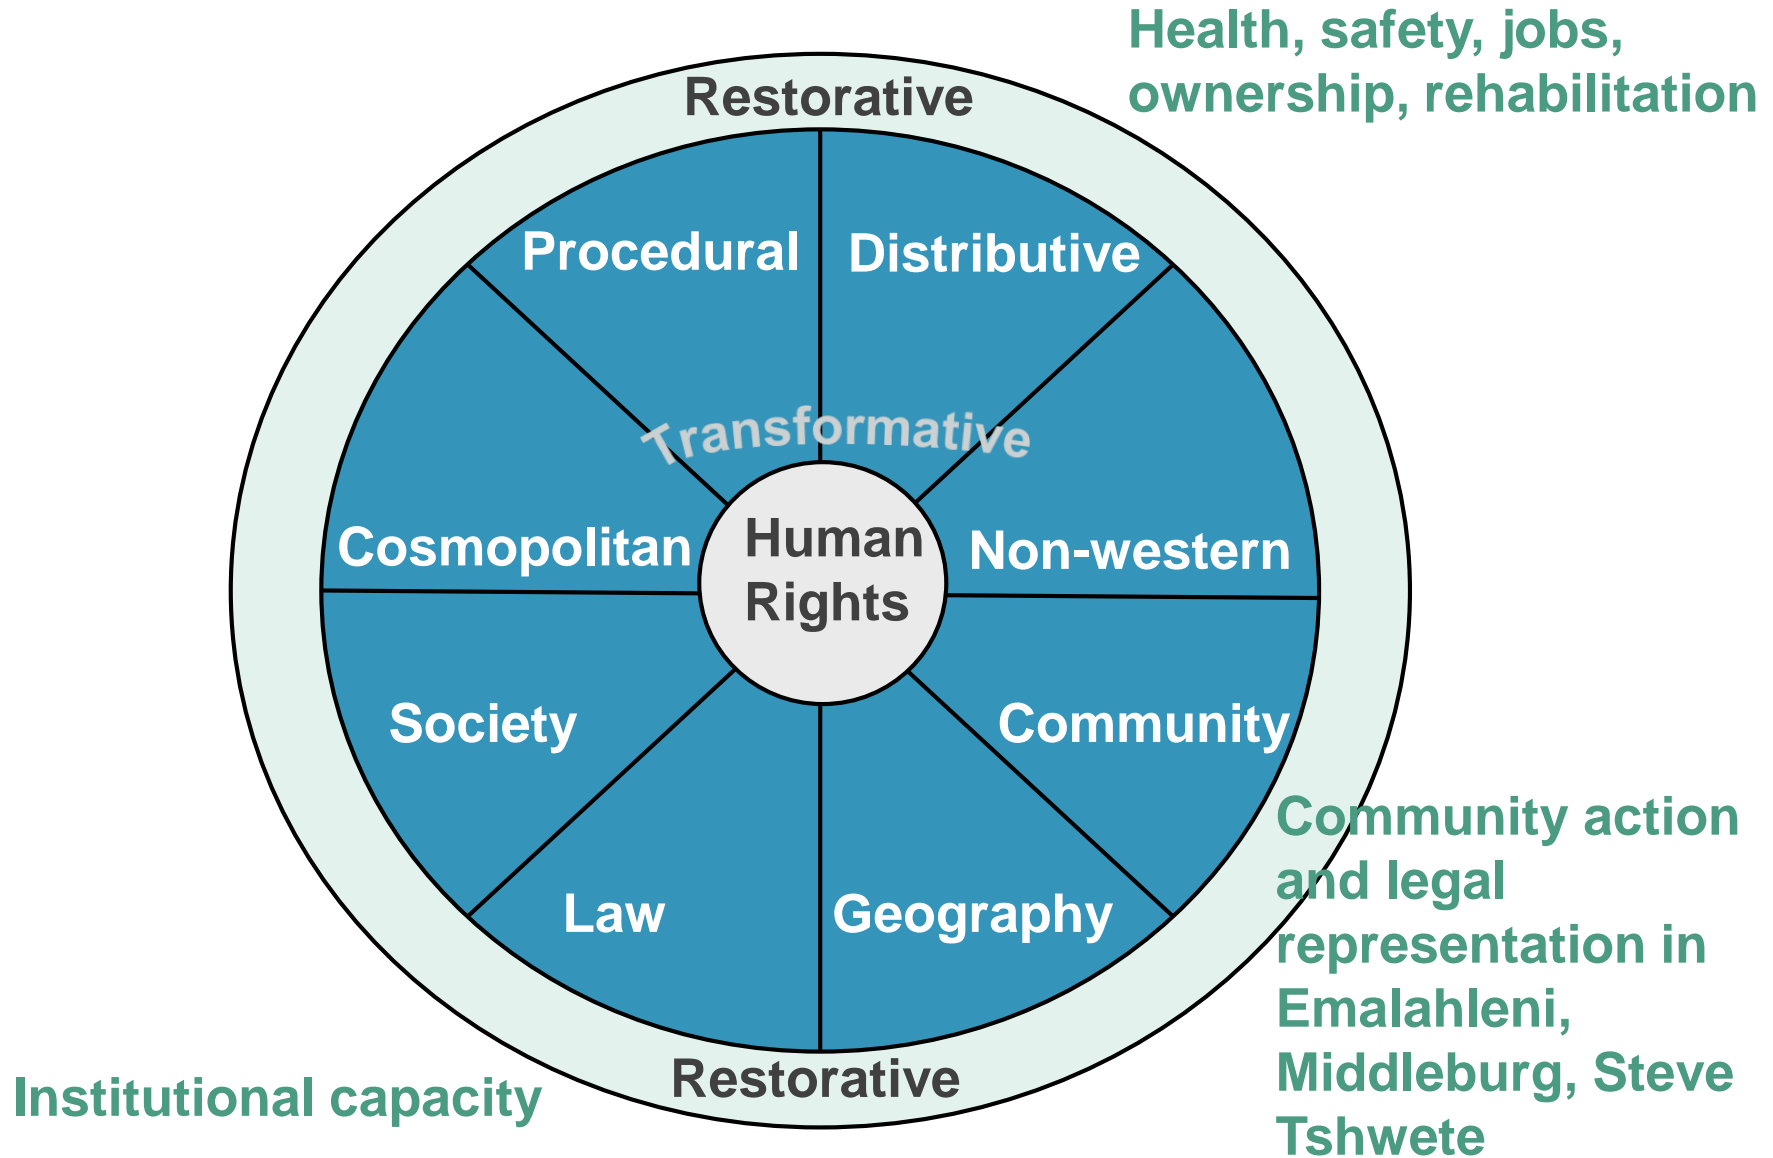 Health, safety, jobs,
ownership, rehabilitation
Restorative
Procedural
Distributive
Transformative
Cosmopolitan
Human
Rights
Non-western
Society
Community
Law
Geography
Community action
and legal
representation in
Emalahleni,
Middleburg, Steve
Tshwete
Restorative
Institutional capacity